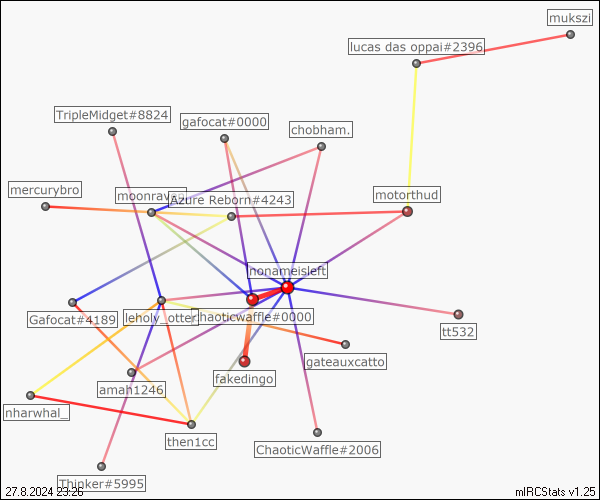 mukszi
lucas das oppai#2396
TripleMidget#8824
gafocat#0000
chobham.
mercurybro
Azure Reborn#4243
motorthud
nonameisleft
Gafocat#4189
leholy_otter
chaoticwaffle#0000
tt532
gateauxcatto
fakedingo
amah1246
nharwhal_
then1cc
ChaoticWaffle#2006
Thinker#5995
27.8.2024 23:26
mIRCStats v1.25